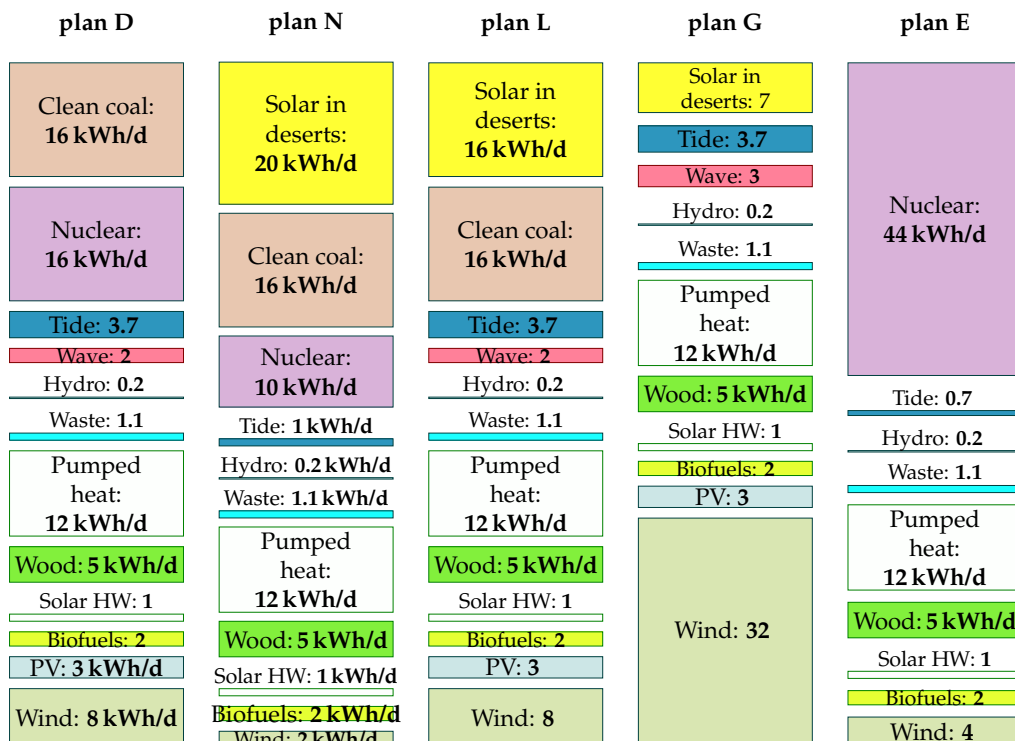 plan D
Clean coal:
16 kWh/d
Nuclear:
16 kWh/d
Tide: 3.7
Wave: 2
Hydro: 0.2
Waste: 1.1
Pumped
heat:
12 kWh/d
Wood: 5 kWh/d
Solar HW: 1
Biofuels: 2
PV: 3 kWh/d
Wind: 8 kWh/d
plan N
Solar in
deserts:
20 kWh/d
Clean coal:
16 kWh/d
Nuclear:
10 kWh/d
Tide: 1 kWh/d
Hydro: 0.2 kWh/d
Waste: 1.1 kWh/d
Pumped
heat:
12 kWh/d
Wood: 5 kWh/d
Solar HW: 1 kWh/d
Biofuels: 2 kWh/d
Wind: 2 kWh/d
plan L
Solar in
deserts:
16 kWh/d
Clean coal:
16 kWh/d
Tide: 3.7
Wave: 2
Hydro: 0.2
Waste: 1.1
Pumped
heat:
12 kWh/d
Wood: 5 kWh/d
Solar HW: 1
Biofuels: 2
PV: 3
Wind: 8
plan G
Solar in
deserts: 7
Tide: 3.7
Wave: 3
Hydro: 0.2
Waste: 1.1
Pumped
heat:
12 kWh/d
Wood: 5 kWh/d
Solar HW: 1
Biofuels: 2
PV: 3
Wind: 32
plan E
Nuclear:
44 kWh/d
Tide: 0.7
Hydro: 0.2
Waste: 1.1
Pumped
heat:
12 kWh/d
Wood: 5 kWh/d
Solar HW: 1
Biofuels: 2
Wind: 4